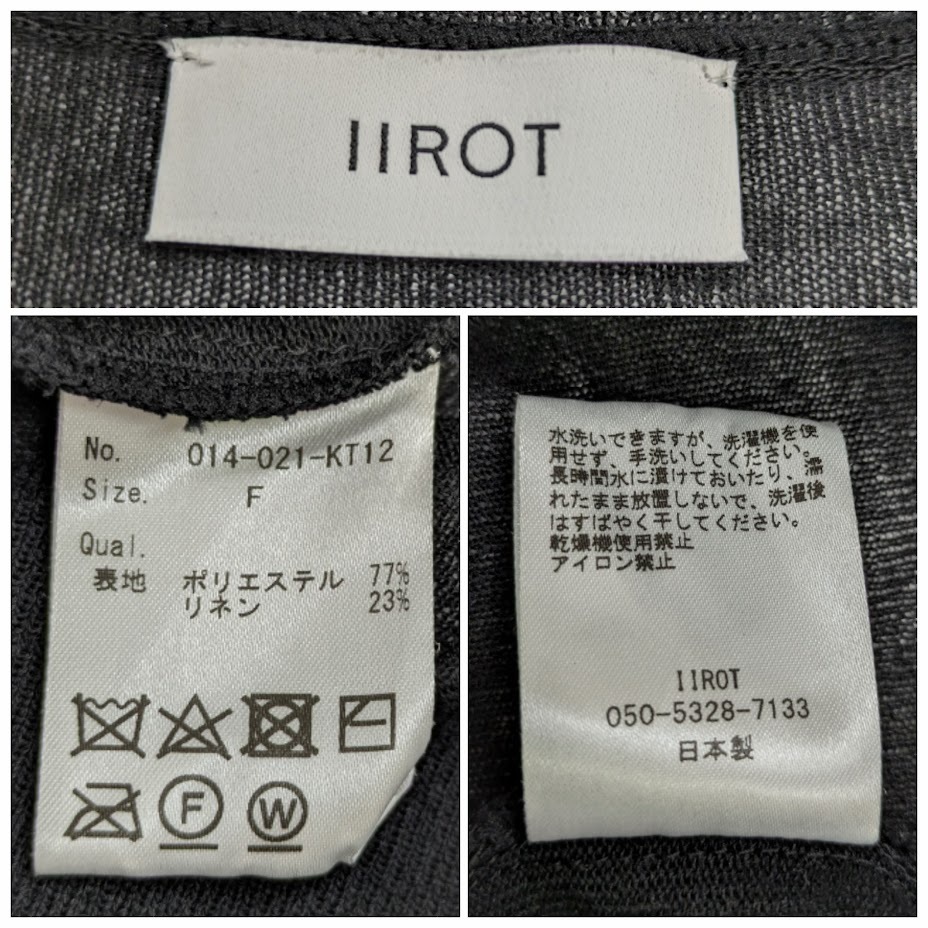 IIROT
No. 014-021-KT12
Size. F
Qual.
表地 ポリエステル 77%
リネン 23%
F W
水洗いできますが、洗濯機を使
用せず、手洗いしてください。
長時間水に漬けておいたり、濡
れたまま放置しないで、洗濯後
はすばやく干してください。
乾燥機使用禁止
アイロン禁止
IIROT
050-5328-7133
日本製